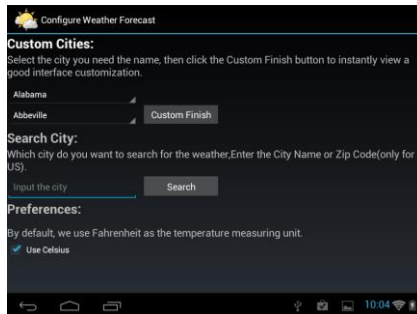 Configure Weather Forecast
Custom Cities:
Select the city you need the name, then click the Custom Finish button to instantly view a
good interface customization.
Alabama
Abbeville
Custom Finish
Search City:
Which city do you want to search for the weather,Enter the City Name or Zip Code(only for
US).
Input the city
Search
Preferences:
By default, we use Fahrenheit as the temperature measuring unit.
Use Celsius
10:04